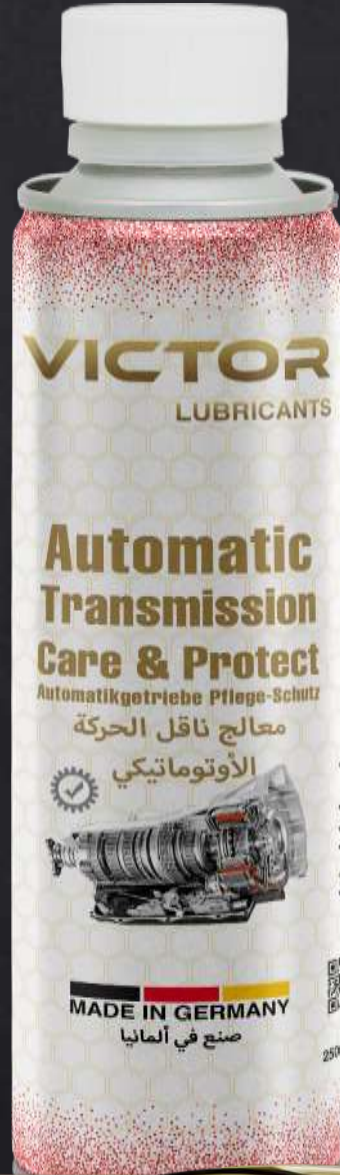 VICTOR
LUBRICANTS
Automatic
Transmission
Care & Protect
Automatikgetriebe Pflege-Schutz
معالج ناقل الحركة
الأوتوماتيكي
MADE IN GERMANY
صنع في ألمانيا